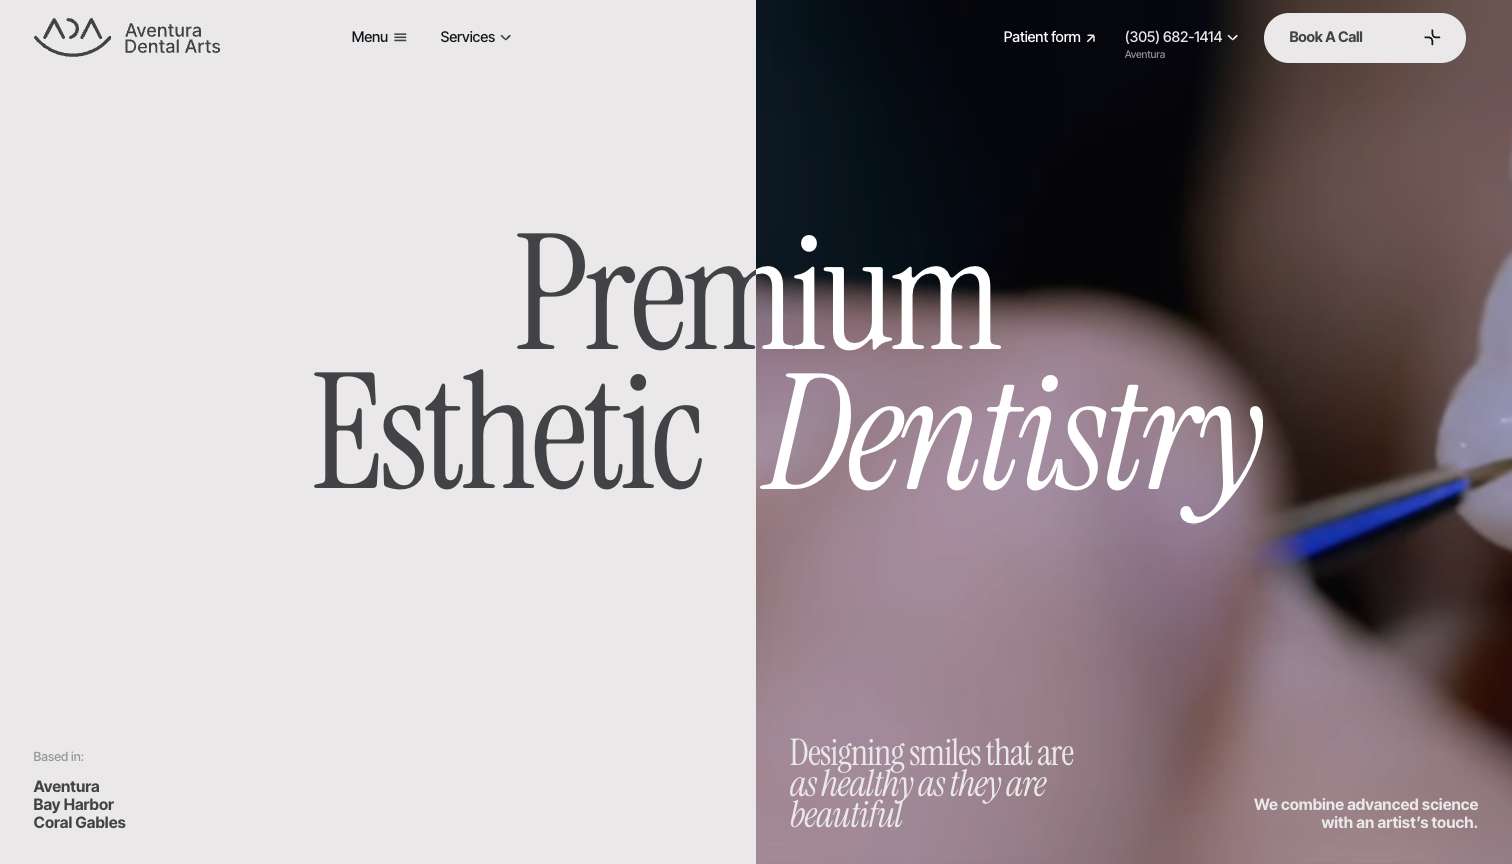 ADA
Aventura
Dental Arts
Menu
Services
Patient form
(305) 682-1414
Aventura
Book A Call
Premium
Esthetic Dentistry
Based in:
Aventura
Bay Harbor
Coral Gables
Designing smiles that are
as healthy as they are
beautiful
We combine advanced science
with an artist’s touch.